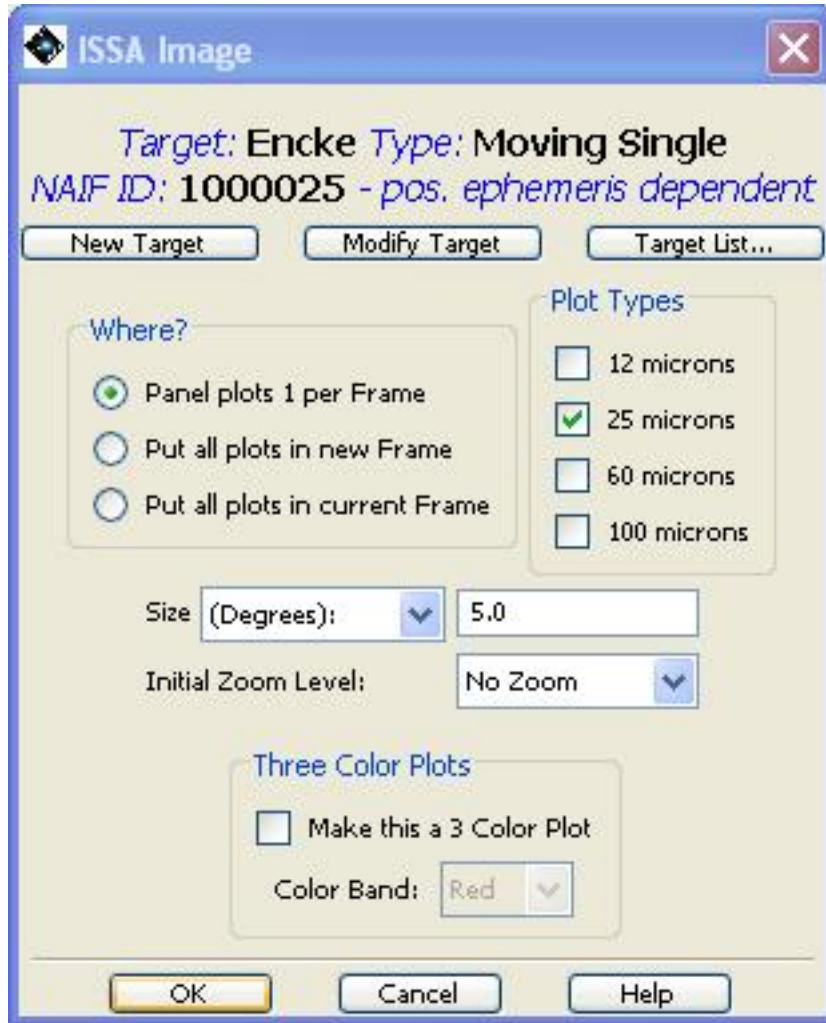 ISSA Image
Target: Encke Type: Moving Single
NAIF ID: 1000025 - pos. ephemeris dependent
New Target Modify Target Target List...
Where?
Panel plots 1 per Frame
Put all plots in new Frame
Put all plots in current Frame
Plot Types
12 microns
25 microns
60 microns
100 microns
Size (Degrees): 5.0
Initial Zoom Level: No Zoom
Three Color Plots
Make this a 3 Color Plot
Color Band: Red
OK Cancel Help